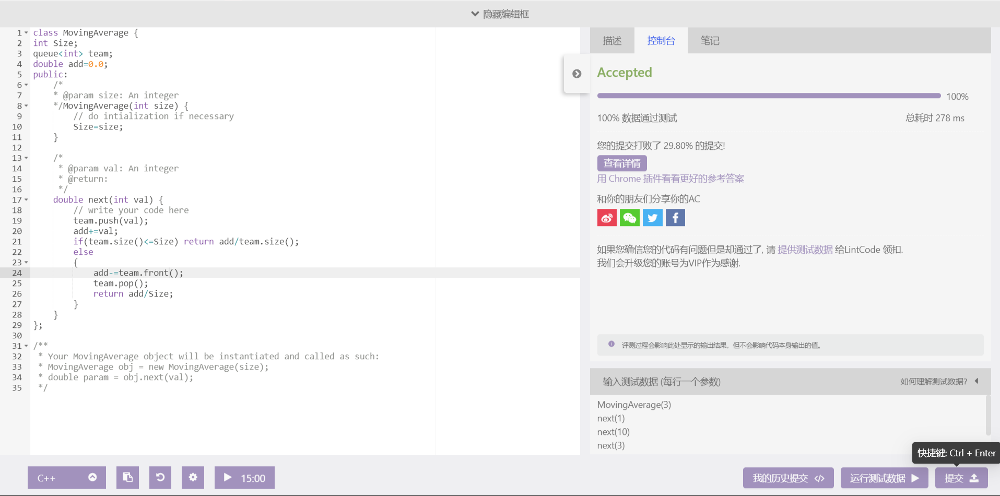 隐藏编辑框
1 class MovingAverage {
2 int Size;
3 queue<int> team;
4 double add=0.0;
5 public:
6     /*
7     * @param size: An integer
8     */MovingAverage(int size) {
9         // do intialization if necessary
10         Size=size;
11     }
12
13     /*
14      * @param val: An integer
15      * @return:
16      */
17     double next(int val) {
18         // write your code here
19         team.push(val);
20         add+=val;
21         if(team.size()<=Size) return add/team.size();
22         else
23         {
24             add-=team.front();
25             team.pop();
26             return add/Size;
27         }
28     }
29 };
30
31 /**
32  * Your MovingAverage object will be instantiated and called as such:
33  * MovingAverage obj = new MovingAverage(size);
34  * double param = obj.next(val);
35  */
C++
15:00
描述 控制台 笔记
Accepted
100%
100% 数据通过测试 总耗时 278 ms
您的提交打败了 29.80% 的提交!
查看详情
用 Chrome 插件看看更好的参考答案
和你的朋友们分享你的AC
如果您确信您的代码有问题但是却通过了, 请 提供测试数据 给LintCode 领扣.
我们会升级您的账号为VIP作为感谢.
评测过程会影响此处显示的输出结果，但不会影响代码本身输出的值。
输入测试数据 (每行一个参数) 如何理解测试数据?
MovingAverage(3)
next(1)
next(10)
next(3)
快捷键: Ctrl + Enter
我的历史提交 </> 运行测试数据 提交